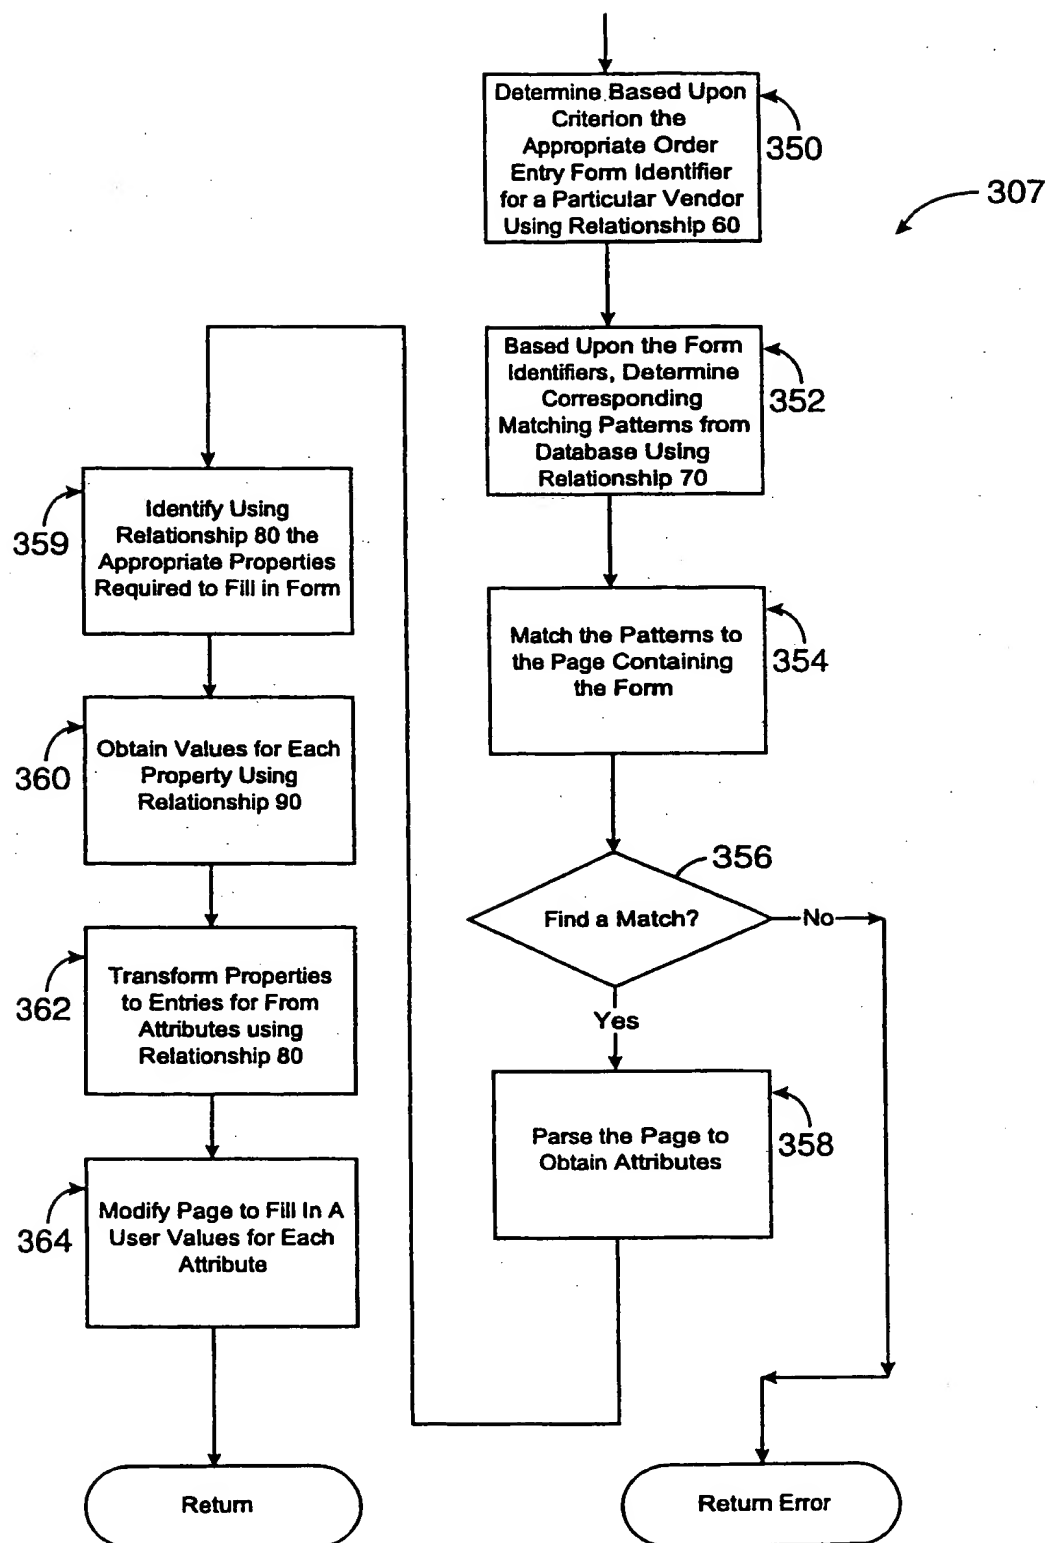 Determine Based Upon
Criterion the
Appropriate Order
Entry Form Identifier
for a Particular Vendor
Using Relationship 60
350
307
Based Upon the Form
Identifiers, Determine
Corresponding
Matching Patterns from
Database Using
Relationship 70
352
Match the Patterns to
the Page Containing
the Form
354
Find a Match?
356
No
Yes
Parse the Page to
Obtain Attributes
358
Identify Using
Relationship 80 the
Appropriate Properties
Required to Fill in Form
359
Obtain Values for Each
Property Using
Relationship 90
360
Transform Properties
to Entries for From
Attributes using
Relationship 80
362
Modify Page to Fill In A
User Values for Each
Attribute
364
Return
Return Error